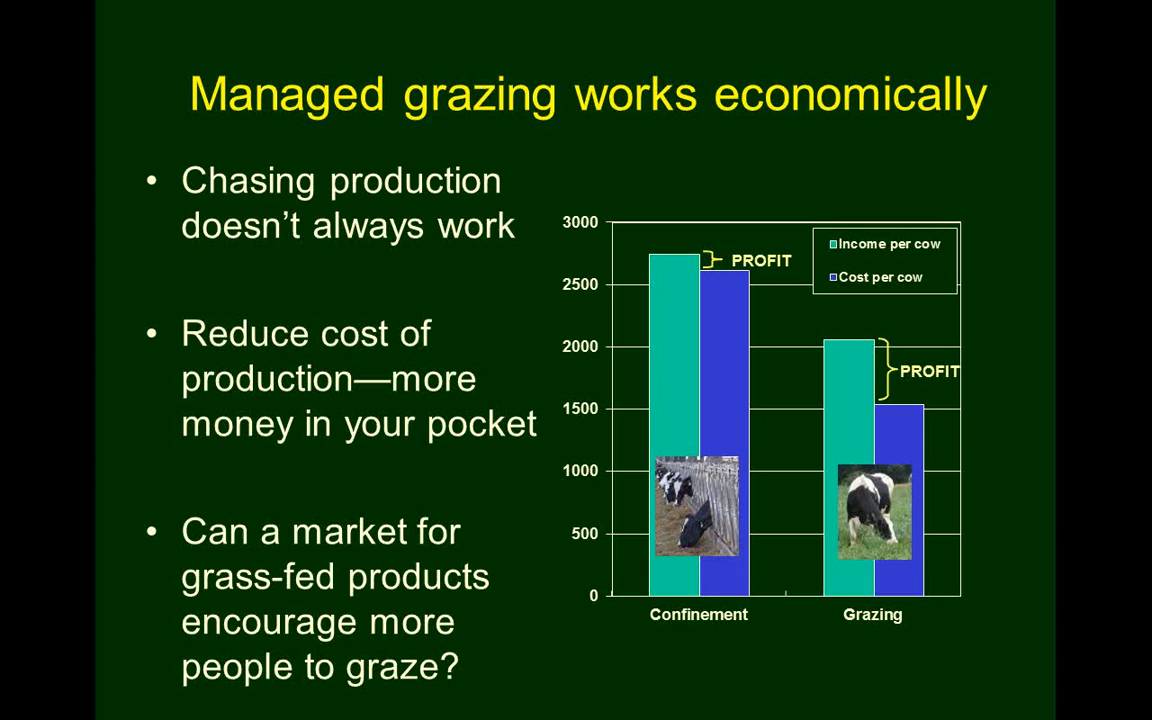 Managed grazing works economically
• Chasing production
doesn’t always work
• Reduce cost of
production—more
money in your pocket
• Can a market for
grass-fed products
encourage more
people to graze?
3000
2500
2000
1500
1000
500
0
Income per cow
Cost per cow
PROFIT
PROFIT
Confinement
Grazing